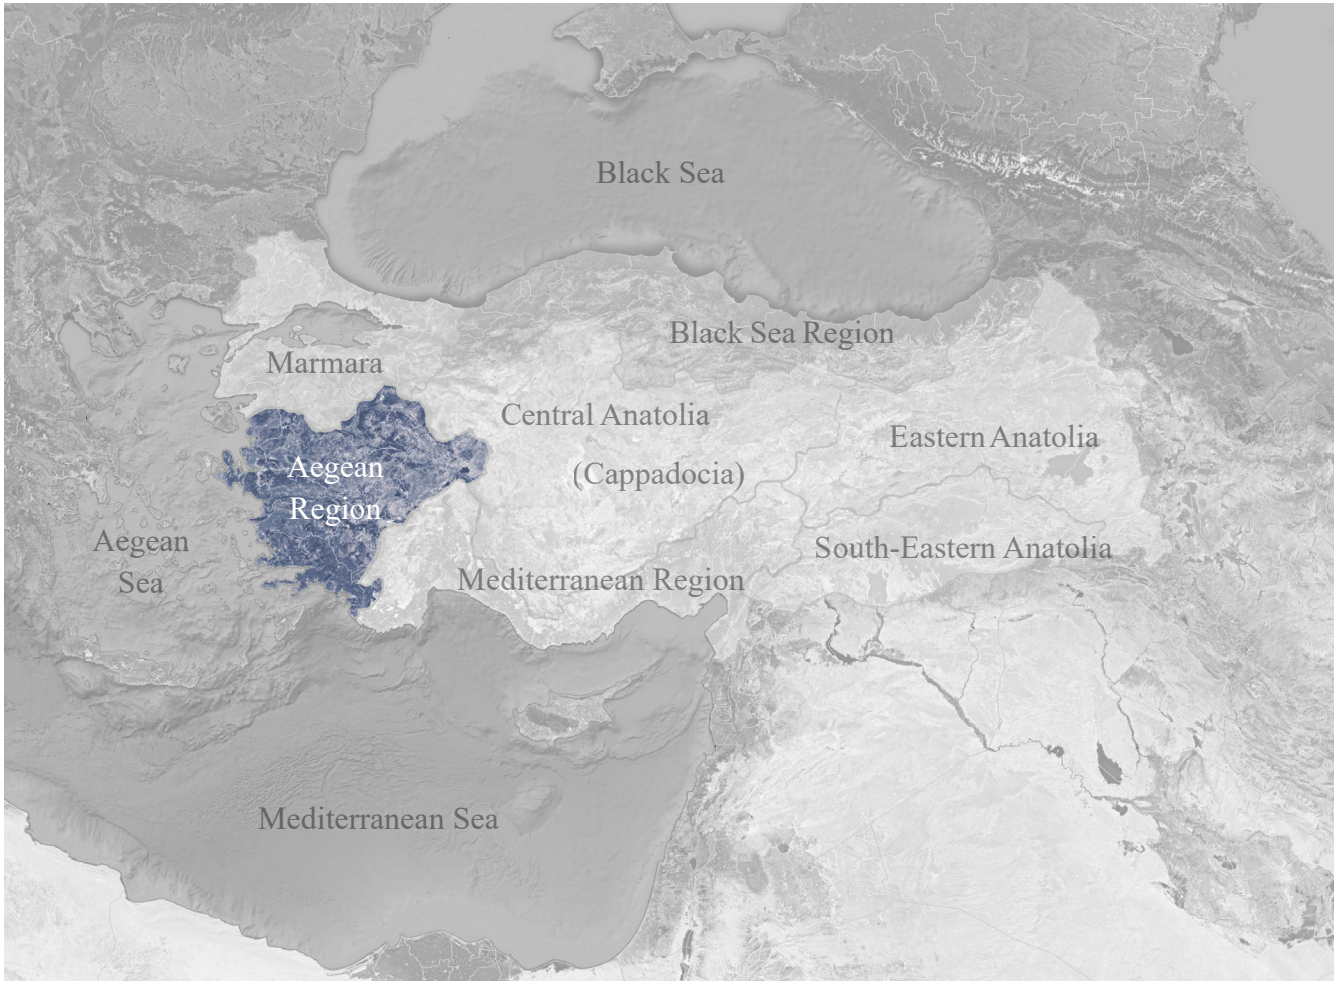 Black Sea
Black Sea Region
Marmara
Central Anatolia
(Cappadocia)
Eastern Anatolia
Aegean
Region
Aegean
Sea
South-Eastern Anatolia
Mediterranean Region
Mediterranean Sea